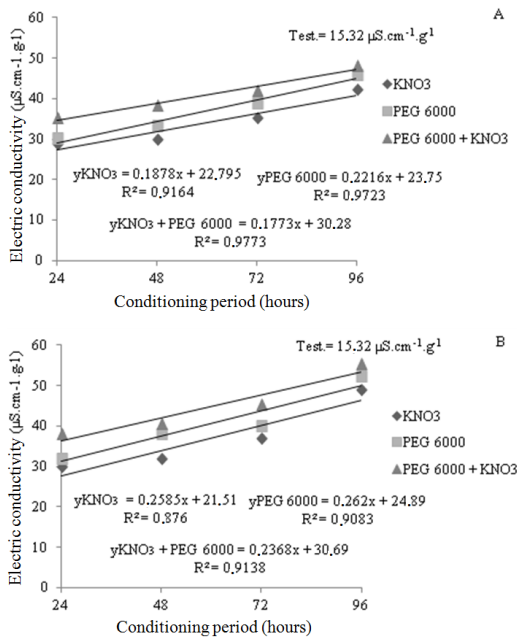 A
Test.= 15.32 µS.cm-1.g1
60
50
40
30
20
10
0
Electric conductivity (µS.cm-1.g1)
KNO3
PEG 6000
PEG 6000 + KNO3
yKNO3 = 0.1878x + 22.795
R² = 0.9164
yPEG 6000 = 0.2216x + 23.75
R² = 0.9723
yKNO3 + PEG 6000 = 0.1773x + 30.28
R² = 0.9773
24 48 72 96
Conditioning period (hours)
B
Test.= 15.32 µS.cm-1.g1
60
50
40
30
20
10
0
Electric conductivity (µS.cm-1.g1)
KNO3
PEG 6000
PEG 6000 + KNO3
yKNO3 = 0.2585x + 21.51
R² = 0.876
yPEG 6000 = 0.262x + 24.89
R² = 0.9083
yKNO3 + PEG 6000 = 0.2368x + 30.69
R² = 0.9138
24 48 72 96
Conditioning period (hours)